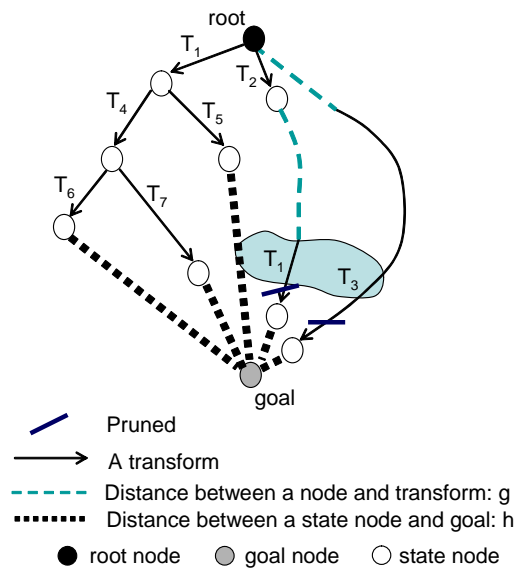 root
T1
T2
T4
T5
T6
T7
T1
T3
goal
Pruned
A transform
Distance between a node and transform: g
Distance between a state node and goal: h
root node goal node state node